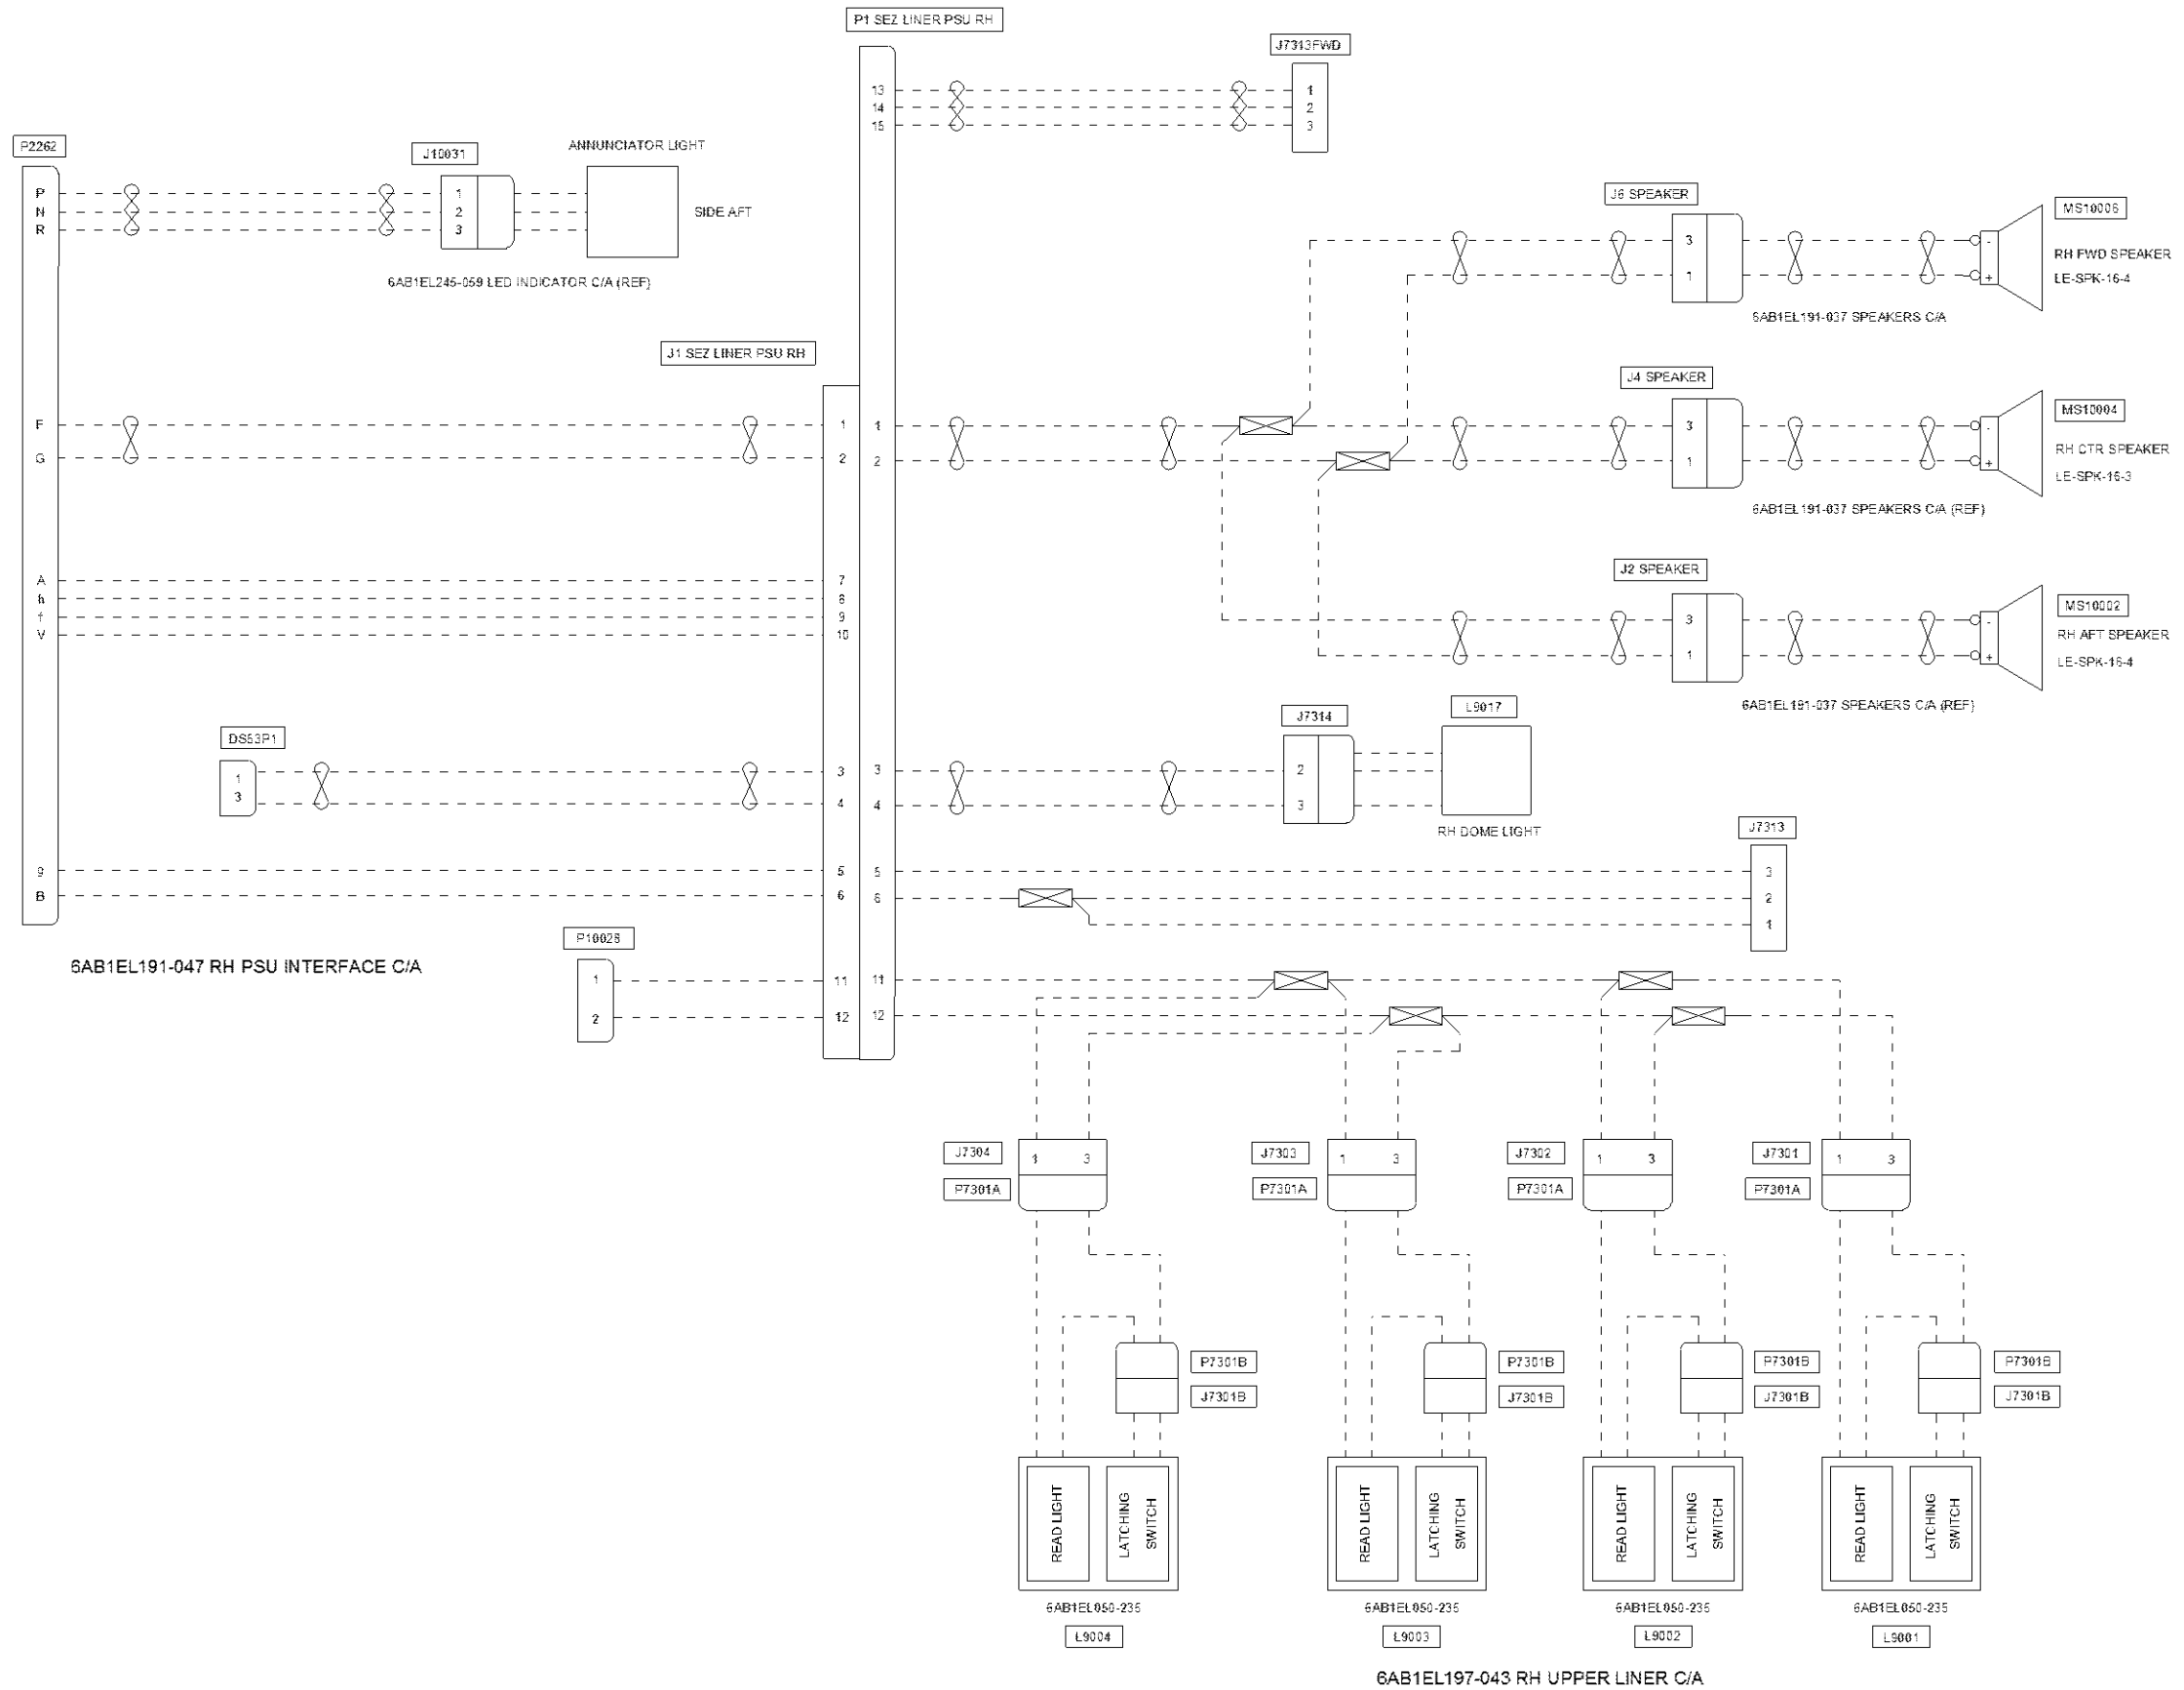 P1 SEZ LINER PSU RH
J7313FWD
13 1
14 2
15 3
P2262
J10031
ANNUNCIATOR LIGHT
P 1
N 2
R 3
SIDE AFT
6AB1EL245-059 LED INDICATOR C/A (REF)
J6 SPEAKER
MS10006
3 -
1 +
RH FWD SPEAKER
LE-SPK-16-4
6AB1EL191-037 SPEAKERS C/A
J1 SEZ LINER PSU RH
J4 SPEAKER
MS10004
F 1 1 3 -
G 2 2 1 +
RH CTR SPEAKER
LE-SPK-16-3
6AB1EL191-037 SPEAKERS C/A (REF)
J2 SPEAKER
A 7
h 8
f 9
V 10
MS10002
3 -
1 +
RH AFT SPEAKER
LE-SPK-16-4
6AB1EL191-037 SPEAKERS C/A (REF)
DS63P1
J7314
L9017
1 3 3 2
3 4 4 3
RH DOME LIGHT
J7313
g 5 5 3
B 6 6 2
1
6AB1EL191-047 RH PSU INTERFACE C/A
P10028
1 11 11
2 12 12
J7304 1 3
P7301A
J7303 1 3
P7301A
J7302 1 3
P7301A
J7301 1 3
P7301A
P7301B P7301B P7301B P7301B
J7301B J7301B J7301B J7301B
READ LIGHT
LATCHING
SWITCH
READ LIGHT
LATCHING
SWITCH
READ LIGHT
LATCHING
SWITCH
READ LIGHT
LATCHING
SWITCH
6AB1EL050-235 6AB1EL050-235 6AB1EL050-235 6AB1EL050-235
L9004 L9003 L9002 L9001
6AB1EL197-043 RH UPPER LINER C/A